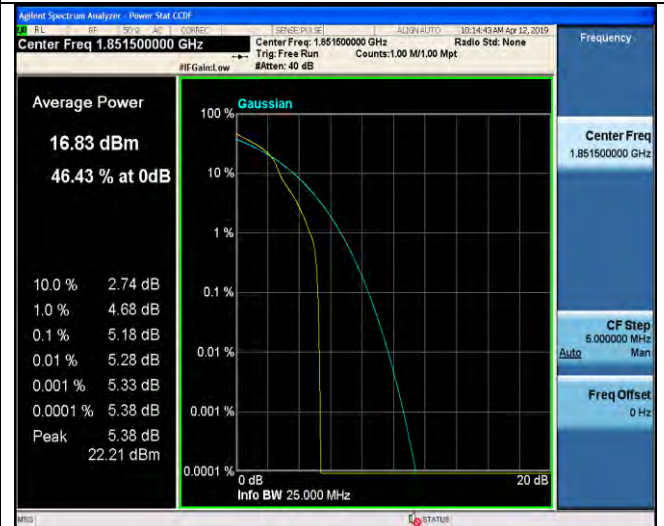 Agilent Spectrum Analyzer - Power Stat CCDF
RL RF 50 Ω AC CORREC SENSE:PULSE ALIGN AUTO 10:14:43 AM Apr 12, 2019
Center Freq 1.851500000 GHz
Center Freq: 1.851500000 GHz Radio Std: None
Trig: Free Run Counts:1.00 M/1.00 Mpt
#IFGain:Low #Atten: 40 dB
Frequency
Average Power
16.83 dBm
46.43 % at 0dB
10.0 % 2.74 dB
1.0 % 4.68 dB
0.1 % 5.18 dB
0.01 % 5.28 dB
0.001 % 5.33 dB
0.0001 % 5.38 dB
Peak 5.38 dB
22.21 dBm
Gaussian
100 %
10 %
1 %
0.1 %
0.01 %
0.001 %
0.0001 %
0 dB 20 dB
Info BW 25.000 MHz
Center Freq
1.851500000 GHz
CF Step
5.000000 MHz
Auto Man
Freq Offset
0 Hz
MSG STATUS